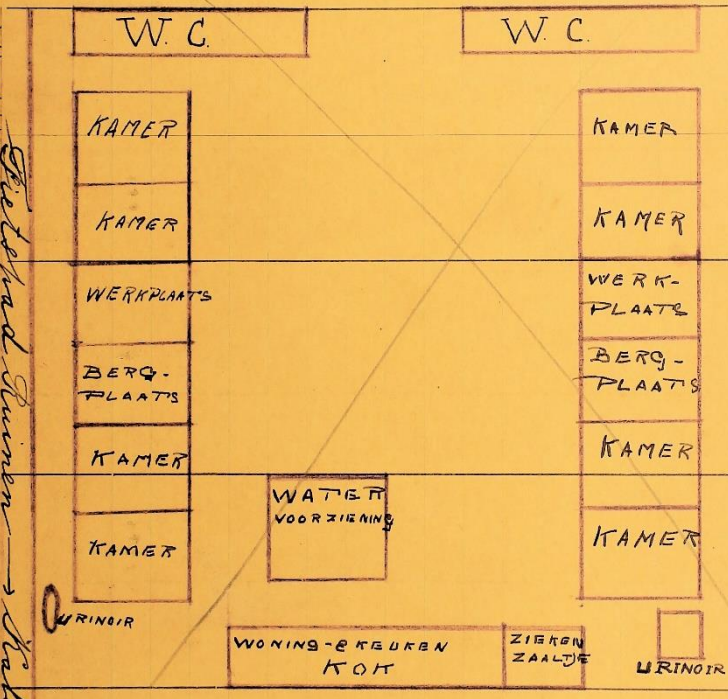 W. C.
W. C.
KAMER
KAMER
WERKPLAATS
BERG-
PLAATS
KAMER
KAMER
URINOIR
KAMER
KAMER
WERK-
PLAATS
BERG-
PLAATS
KAMER
KAMER
URINOIR
WATER
VOORZIENING
WONING-& KEUKEN
KOK
ZIEKEN
ZAALTJE
Fietspad Ruinen →